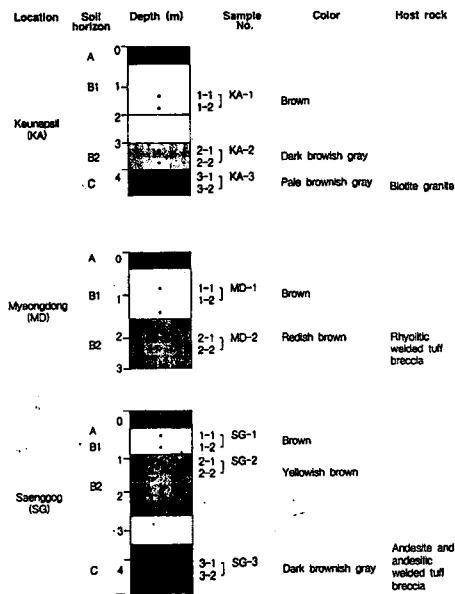 Location Soil horizon Depth (m) Sample No. Color Host rock
A 0
B1 1 1-1 ] KA-1 Brown
1-2
2
Keunapsil (KA)
3
B2 2-1 ] KA-2 Dark browish gray
2-2
4
C 3-1 ] KA-3 Pale brownish gray Biotite granite
3-2
A 0
Myeongdong (MD) B1 1 1-1 ] MD-1 Brown
1-2
2
B2 2-1 ] MD-2 Redish brown Rhyolitic welded tuff breccia
2-2
3
0
A
B1 1-1 ] SG-1 Brown
1-2
1
2-1 ] SG-2 Yellowish brown
2-2
Saenggog (SG) B2 2
3
C 4 3-1 ] SG-3 Dark brownish gray Andesite and andesilic welded tuff breccia
3-2